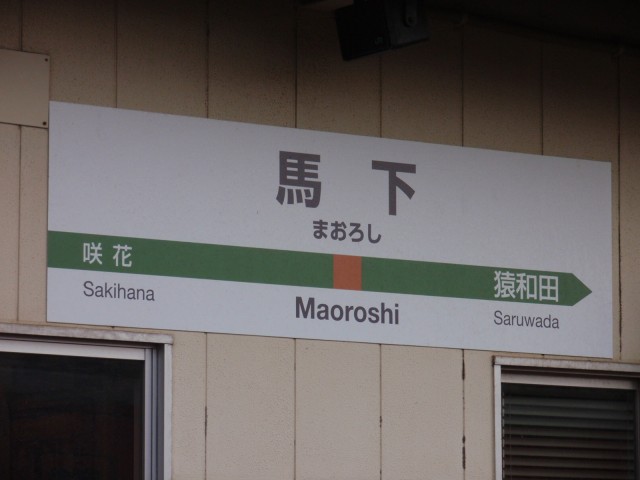 馬下
まおろし
咲花
猿和田
Sakihana
Maoroshi
Saruwada